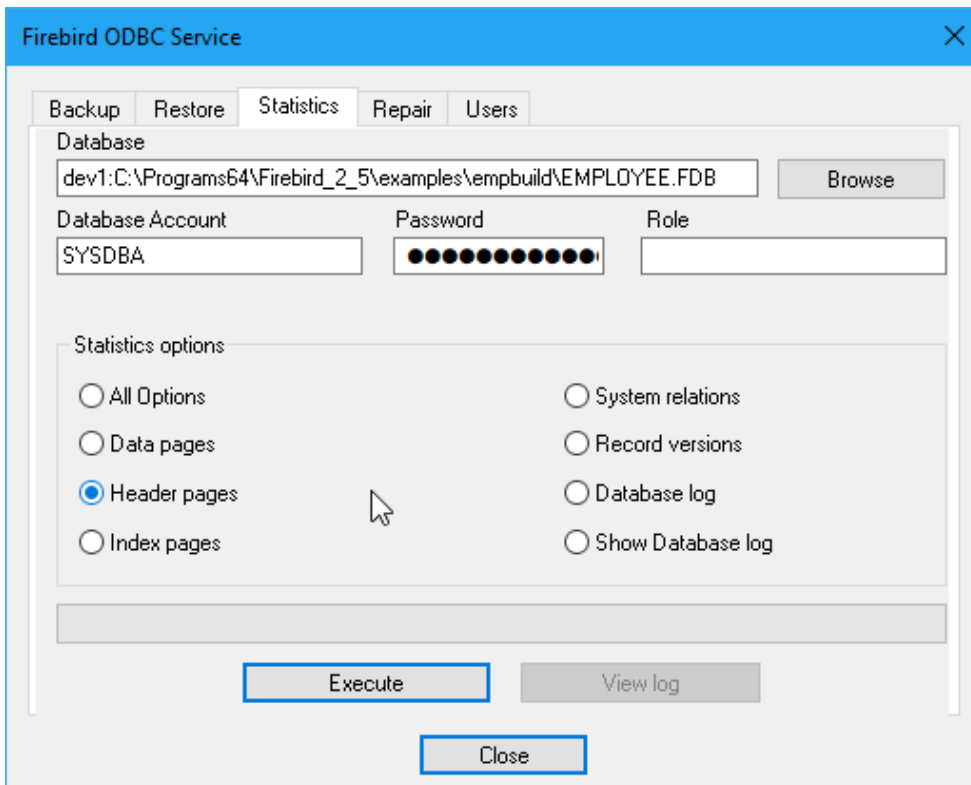 Firebird ODBC Service
Backup Restore Statistics Repair Users
Database
dev1:C:\Programs64\Firebird_2_5\examples\empbuild\EMPLOYEE.FDB Browse
Database Account Password Role
SYSDBA
Statistics options
All Options System relations
Data pages Record versions
Header pages Database log
Index pages Show Database log
Execute View log
Close